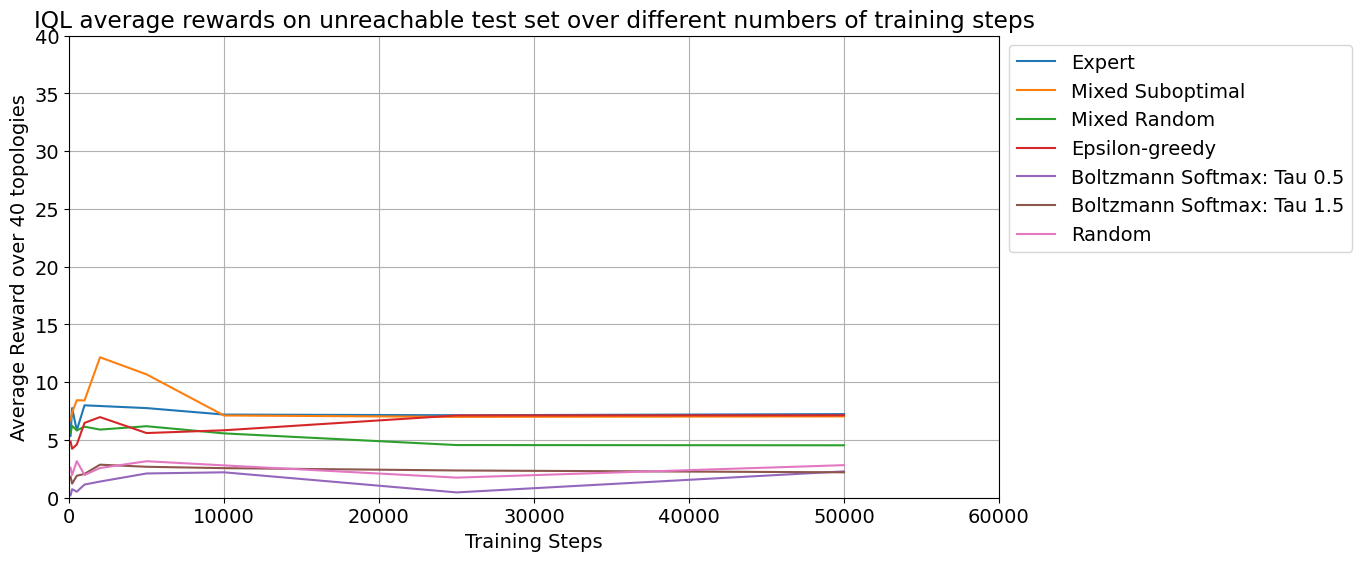 IQL average rewards on unreachable test set over different numbers of training steps
Average Reward over 40 topologies
40
35
30
25
20
15
10
5
0
0 10000 20000 30000 40000 50000 60000
Training Steps
Expert
Mixed Suboptimal
Mixed Random
Epsilon-greedy
Boltzmann Softmax: Tau 0.5
Boltzmann Softmax: Tau 1.5
Random